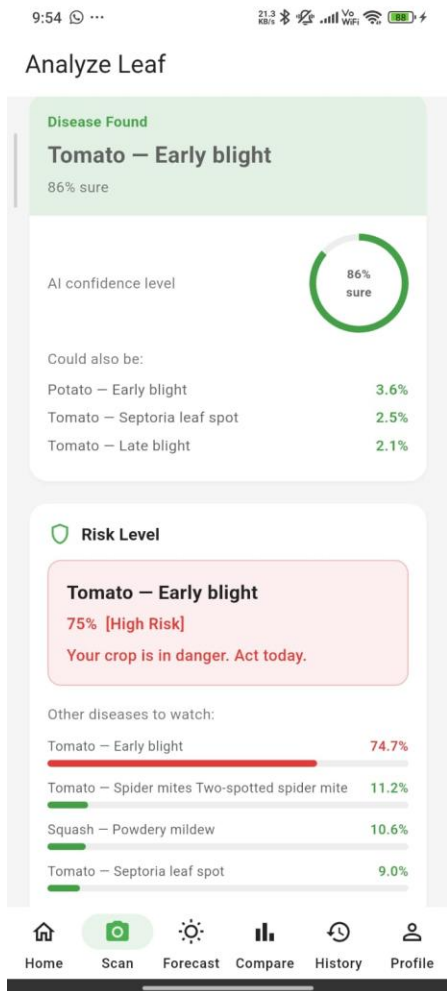 9:54 ...
21.3 KB/s Vo WiFi 88
Analyze Leaf
Disease Found
Tomato — Early blight
86% sure
AI confidence level
86%
sure
Could also be:
Potato — Early blight 3.6%
Tomato — Septoria leaf spot 2.5%
Tomato — Late blight 2.1%
Risk Level
Tomato — Early blight
75% [High Risk]
Your crop is in danger. Act today.
Other diseases to watch:
Tomato — Early blight 74.7%
Tomato — Spider mites Two-spotted spider mite 11.2%
Squash — Powdery mildew 10.6%
Tomato — Septoria leaf spot 9.0%
Home Scan Forecast Compare History Profile